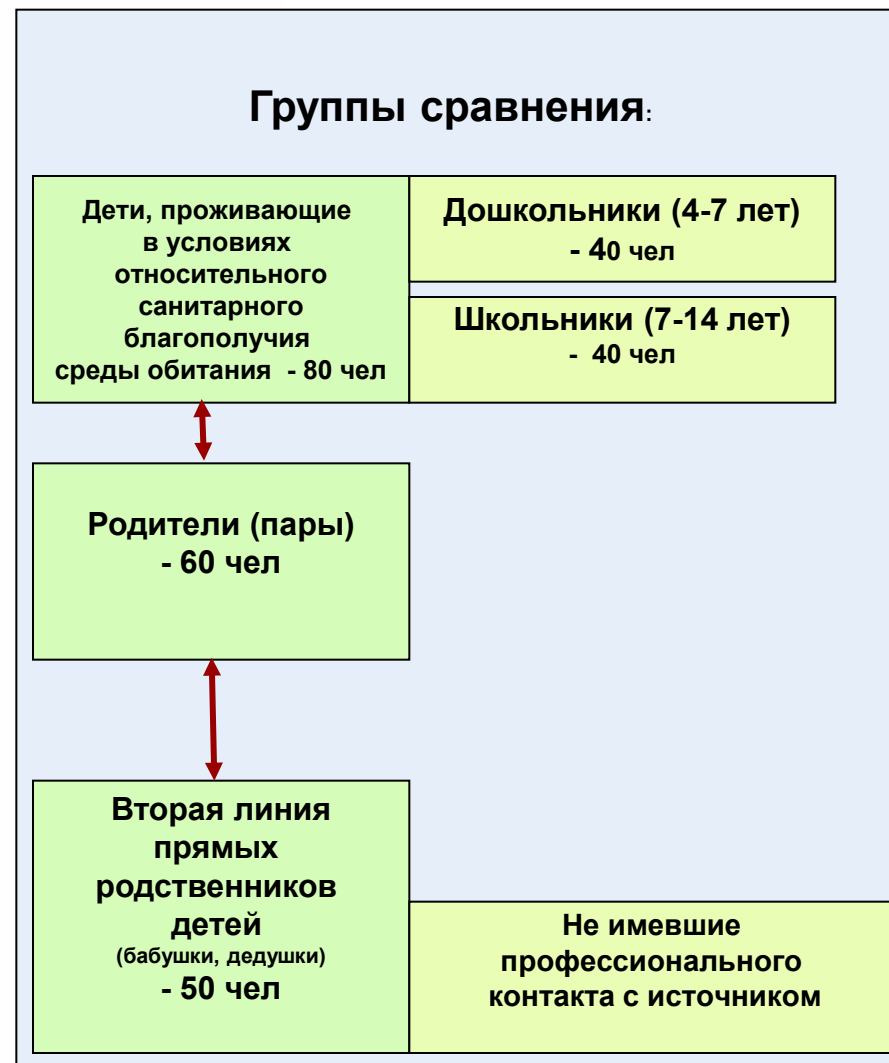 Группы сравнения:
Дети, проживающие
в условиях
относительного
санитарного
благополучия
среды обитания - 80 чел
Дошкольники (4-7 лет)
- 40 чел
Школьники (7-14 лет)
- 40 чел
Родители (пары)
- 60 чел
Вторая линия
прямых
родственников
детей
(бабушки, дедушки)
- 50 чел
Не имевшие
профессионального
контакта с источником